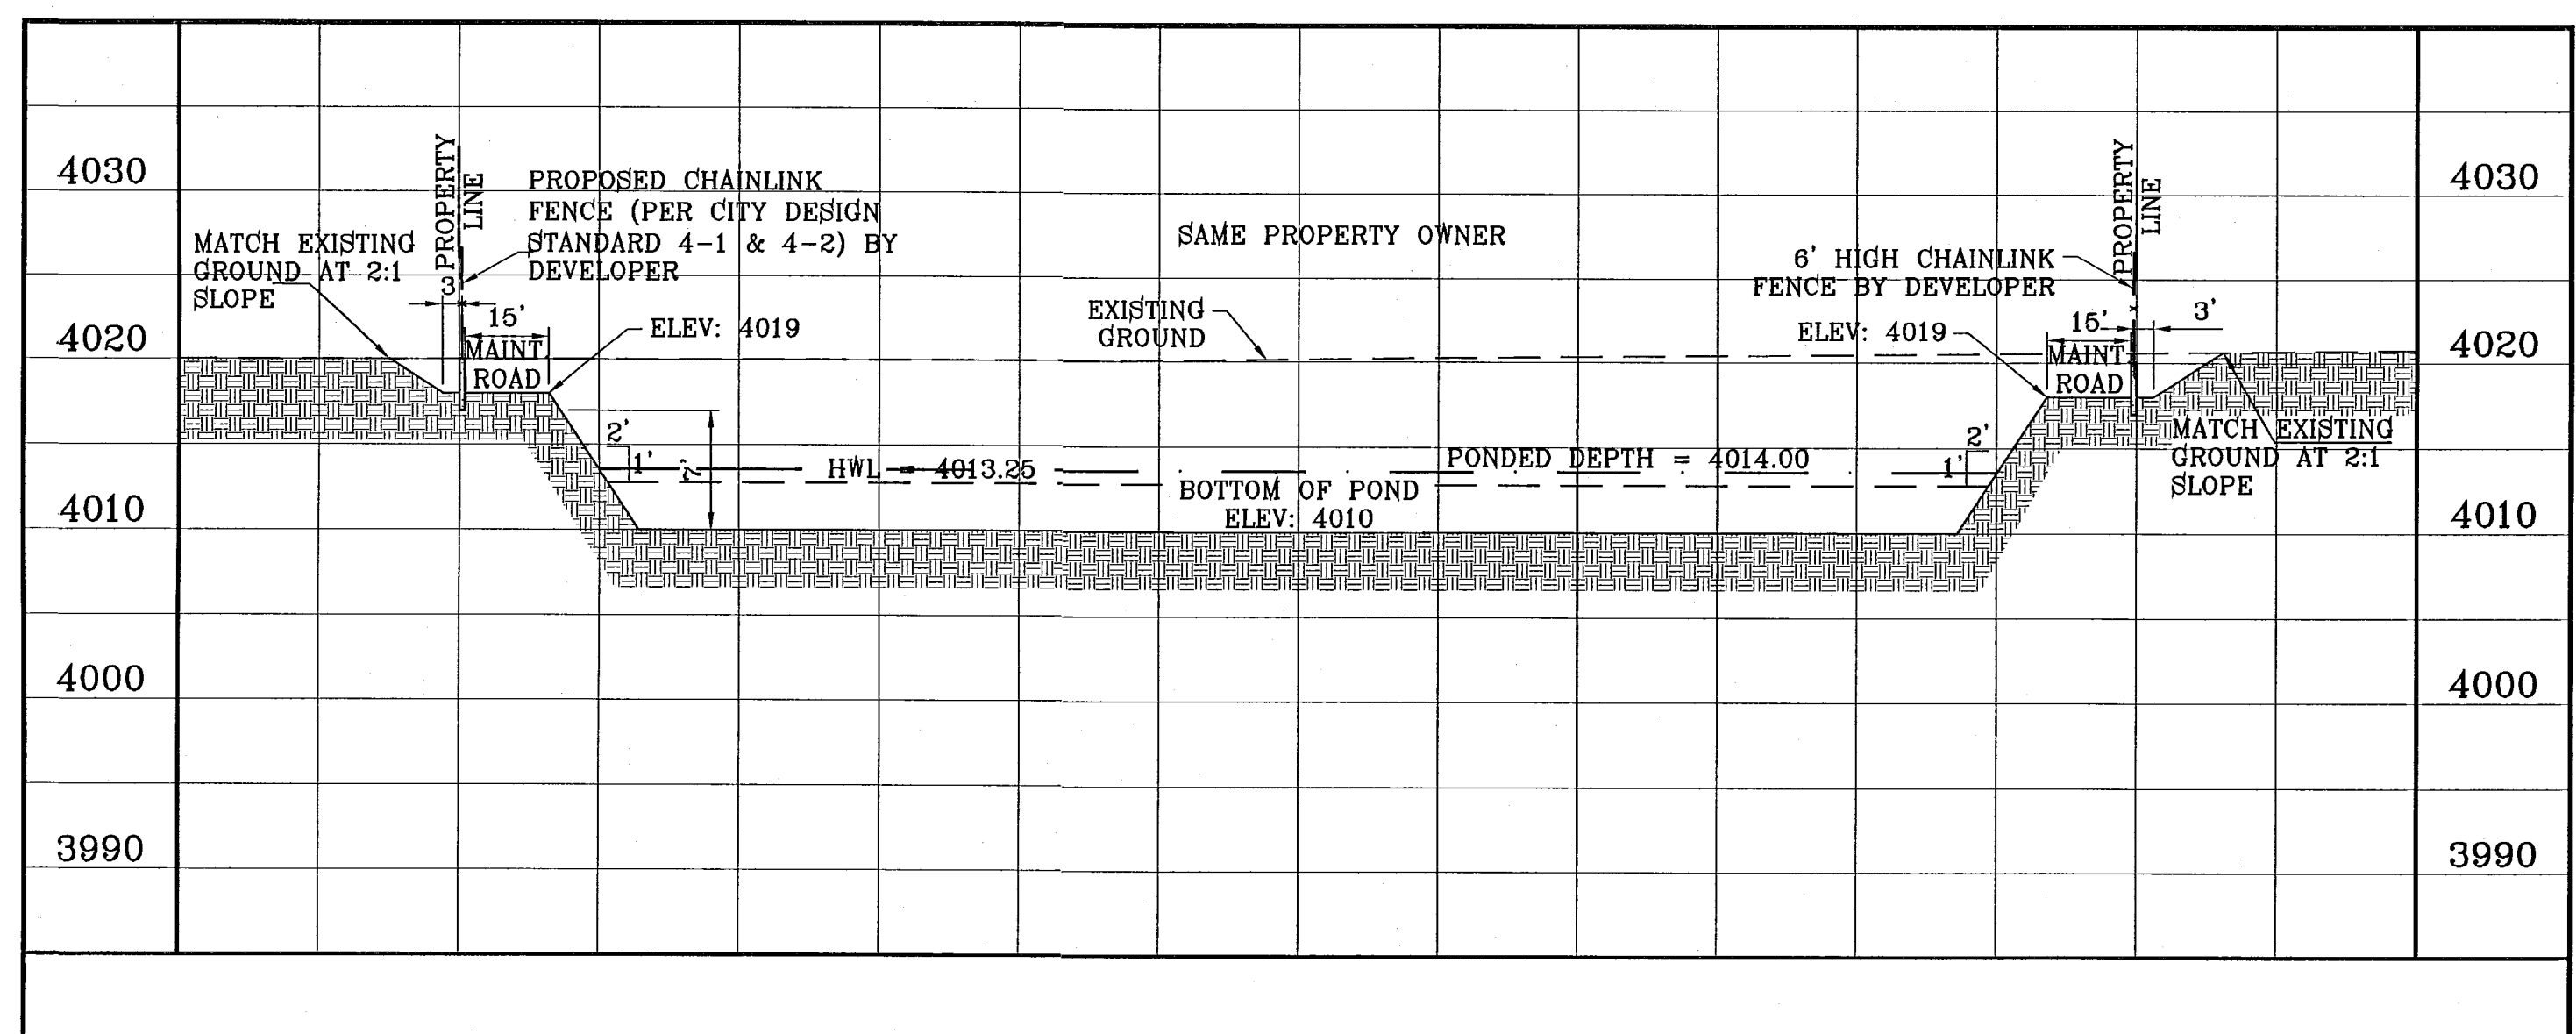 4030
4020
4010
4000
3990
PROPERTY
LINE
MATCH EXISTING
GROUND AT 2:1
SLOPE
3'
PROPOSED CHAINLINK
FENCE (PER CITY DESIGN
STANDARD 4-1 & 4-2) BY
DEVELOPER
15'
MAINT.
ROAD
ELEV: 4019
2'
1'
7'
HWL = 4013.25
SAME PROPERTY OWNER
EXISTING
GROUND
BOTTOM OF POND
ELEV: 4010
PONDED DEPTH = 4014.00
6' HIGH CHAINLINK
FENCE BY DEVELOPER
ELEV: 4019
PROPERTY
LINE
15'
3'
MAINT.
ROAD
2'
1'
MATCH EXISTING
GROUND AT 2:1
SLOPE
4030
4020
4010
4000
3990